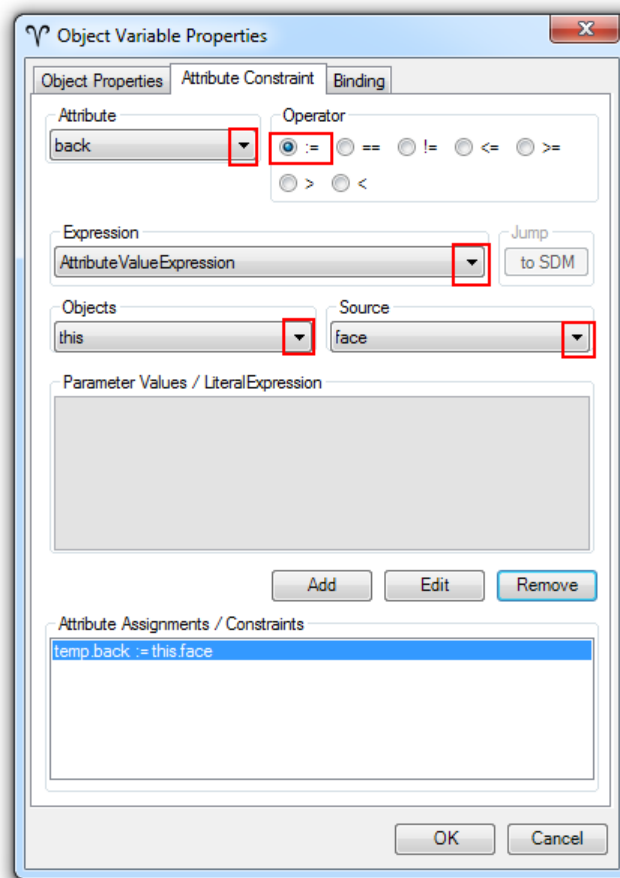 Object Variable Properties
Object Properties Attribute Constraint Binding
Attribute Operator
back := == != <= >=
> <
Expression Jump
AttributeValueExpression to SDM
Objects Source
this face
Parameter Values / LiteralExpression
Add Edit Remove
Attribute Assignments / Constraints
temp.back := this.face
OK Cancel